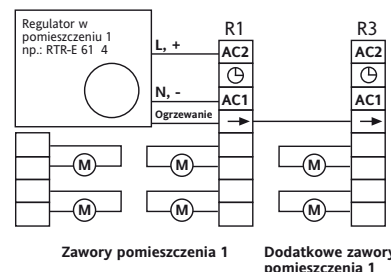 Regulator w
pomieszczeniu 1
np.: RTR-E 61 4
L, +
N, -
Ogrzewanie
R1
AC2
AC1
R3
AC2
AC1
M
M
M
M
M
M
Zawory pomieszczenia 1
Dodatkowe zawory
pomieszczenia 1